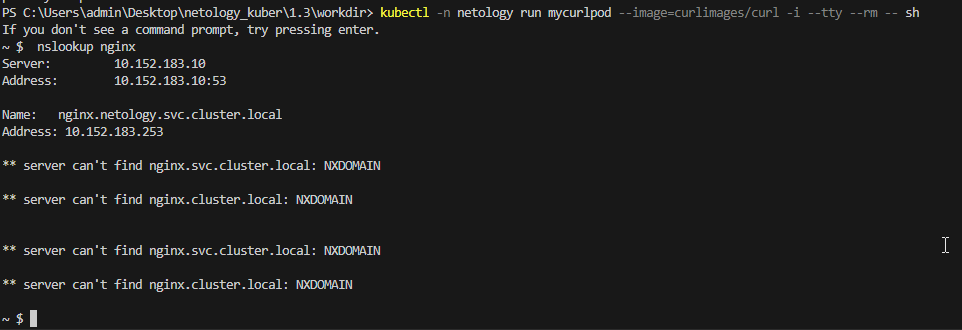 PS C:\Users\admin\Desktop\netology_kuber\1.3\workdir> kubectl -n netology run mycurlpod --image=curlimages/curl -i --tty --rm -- sh
If you don't see a command prompt, try pressing enter.
~ $  nslookup nginx
Server:         10.152.183.10
Address:        10.152.183.10:53

Name:   nginx.netology.svc.cluster.local
Address: 10.152.183.253

** server can't find nginx.svc.cluster.local: NXDOMAIN

** server can't find nginx.cluster.local: NXDOMAIN


** server can't find nginx.svc.cluster.local: NXDOMAIN

** server can't find nginx.cluster.local: NXDOMAIN

~ $